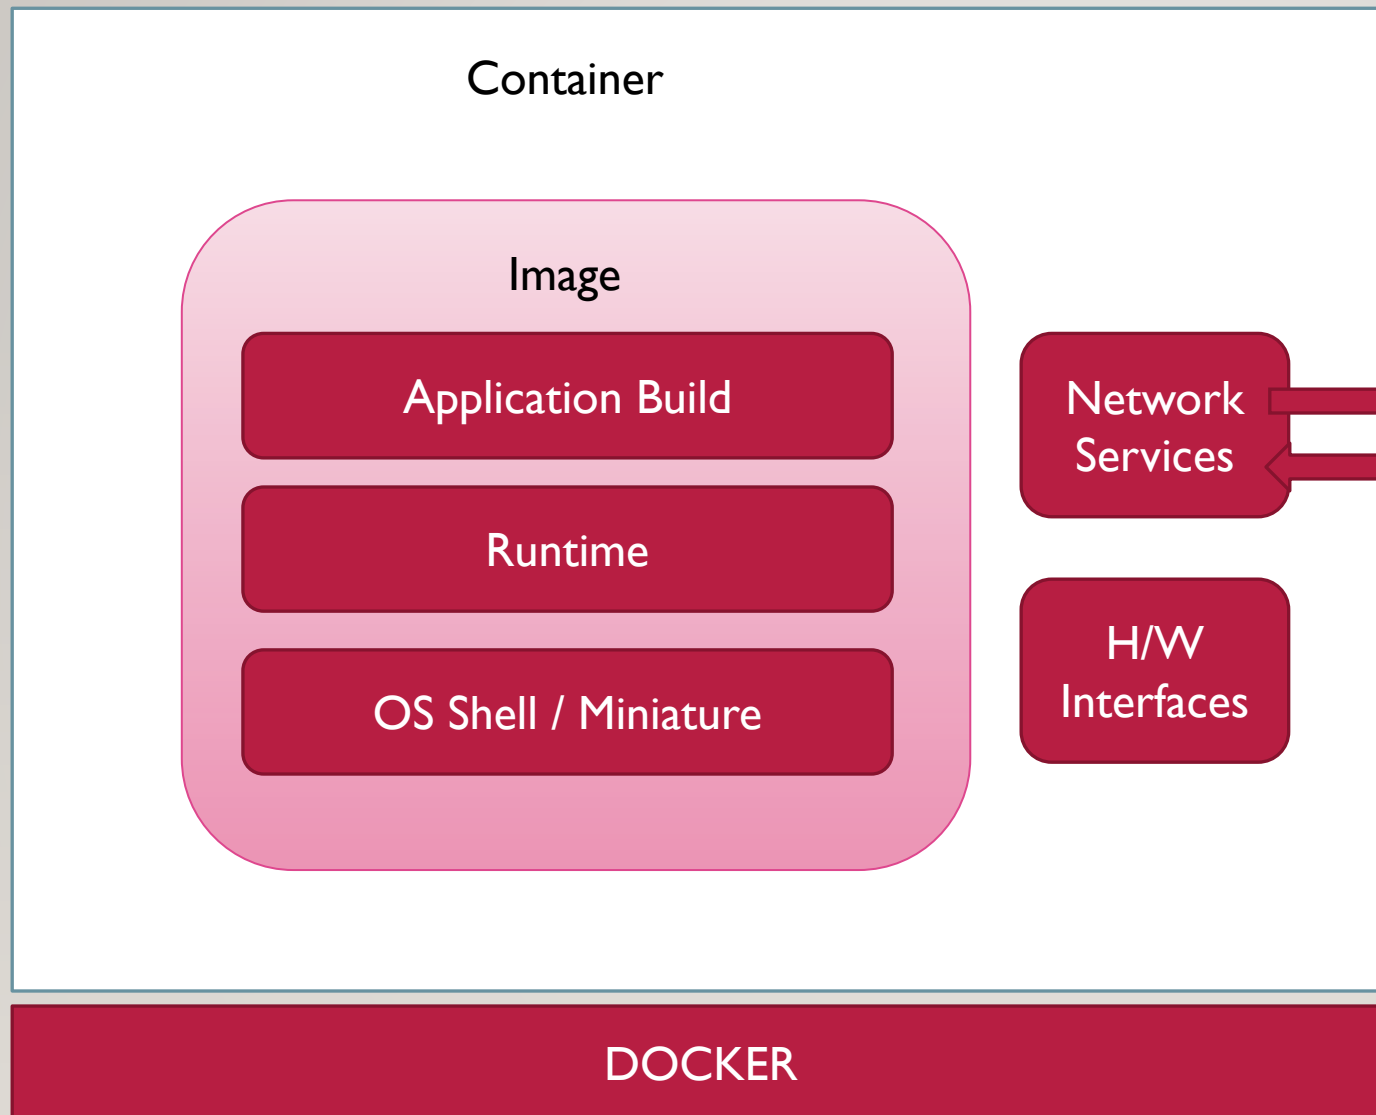 Container
Image
Application Build
Runtime
OS Shell / Miniature
Network
Services
H/W
Interfaces
DOCKER